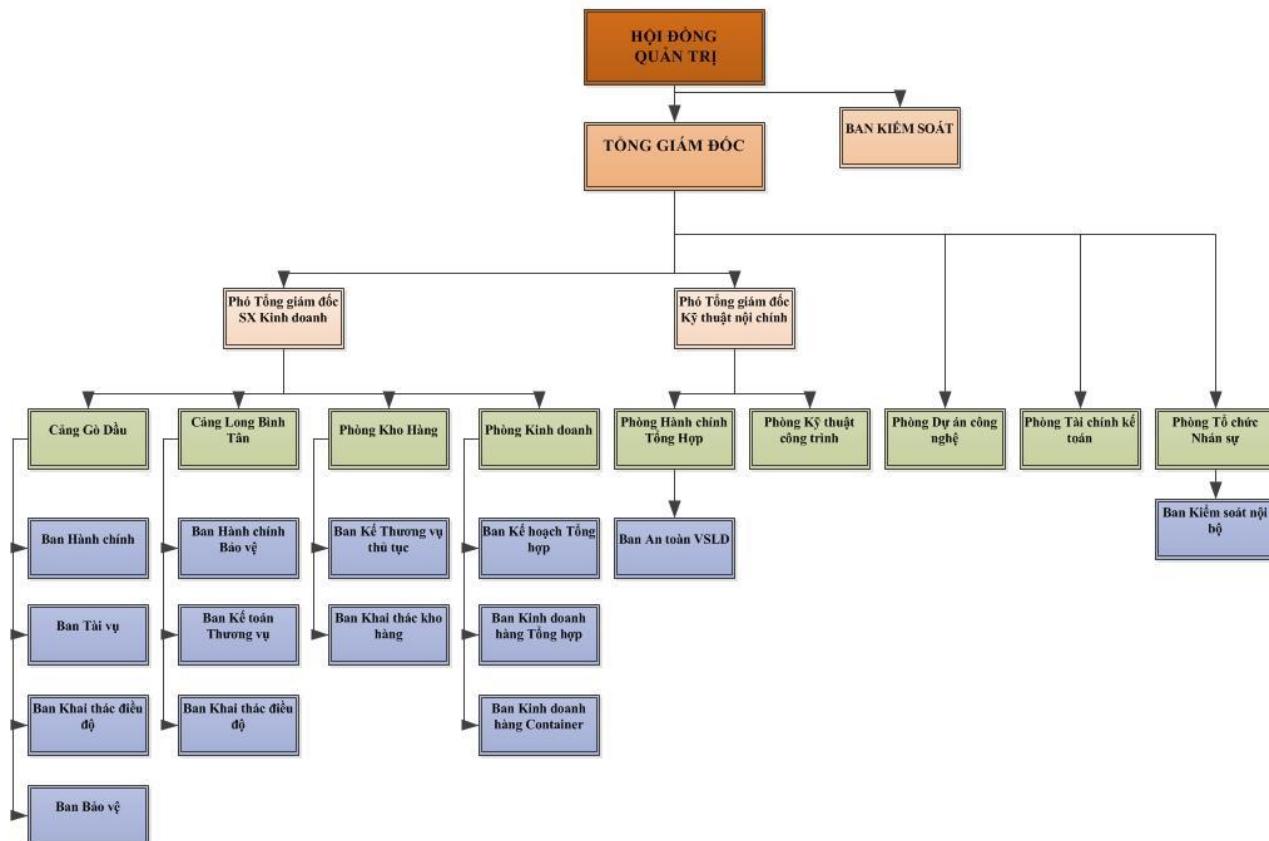 HỘI ĐỒNG
QUẢN TRỊ
BAN KIỂM SOÁT
TỔNG GIÁM ĐỐC
Phó Tổng giám đốc
SX Kinh doanh
Phó Tổng giám đốc
Kỹ thuật nội chính
Cảng Gò Dầu
Cảng Long Bình
Tân
Phòng Kho Hàng
Phòng Kinh doanh
Phòng Hành chính
Tổng Hợp
Phòng Kỹ thuật
công trình
Phòng Dự án công
nghệ
Phòng Tài chính kế
toán
Phòng Tổ chức
Nhân sự
Ban Hành chính
Ban Hành chính
Bảo vệ
Ban Kế Thương vụ
thủ tục
Ban Kế hoạch Tổng
hợp
Ban An toàn VSLD
Ban Kiểm soát nội
bộ
Ban Tài vụ
Ban Kế toán
Thương vụ
Ban Khai thác kho
hàng
Ban Kinh doanh
hàng Tổng hợp
Ban Khai thác điều
độ
Ban Khai thác điều
độ
Ban Kinh doanh
hàng Container
Ban Bảo vệ